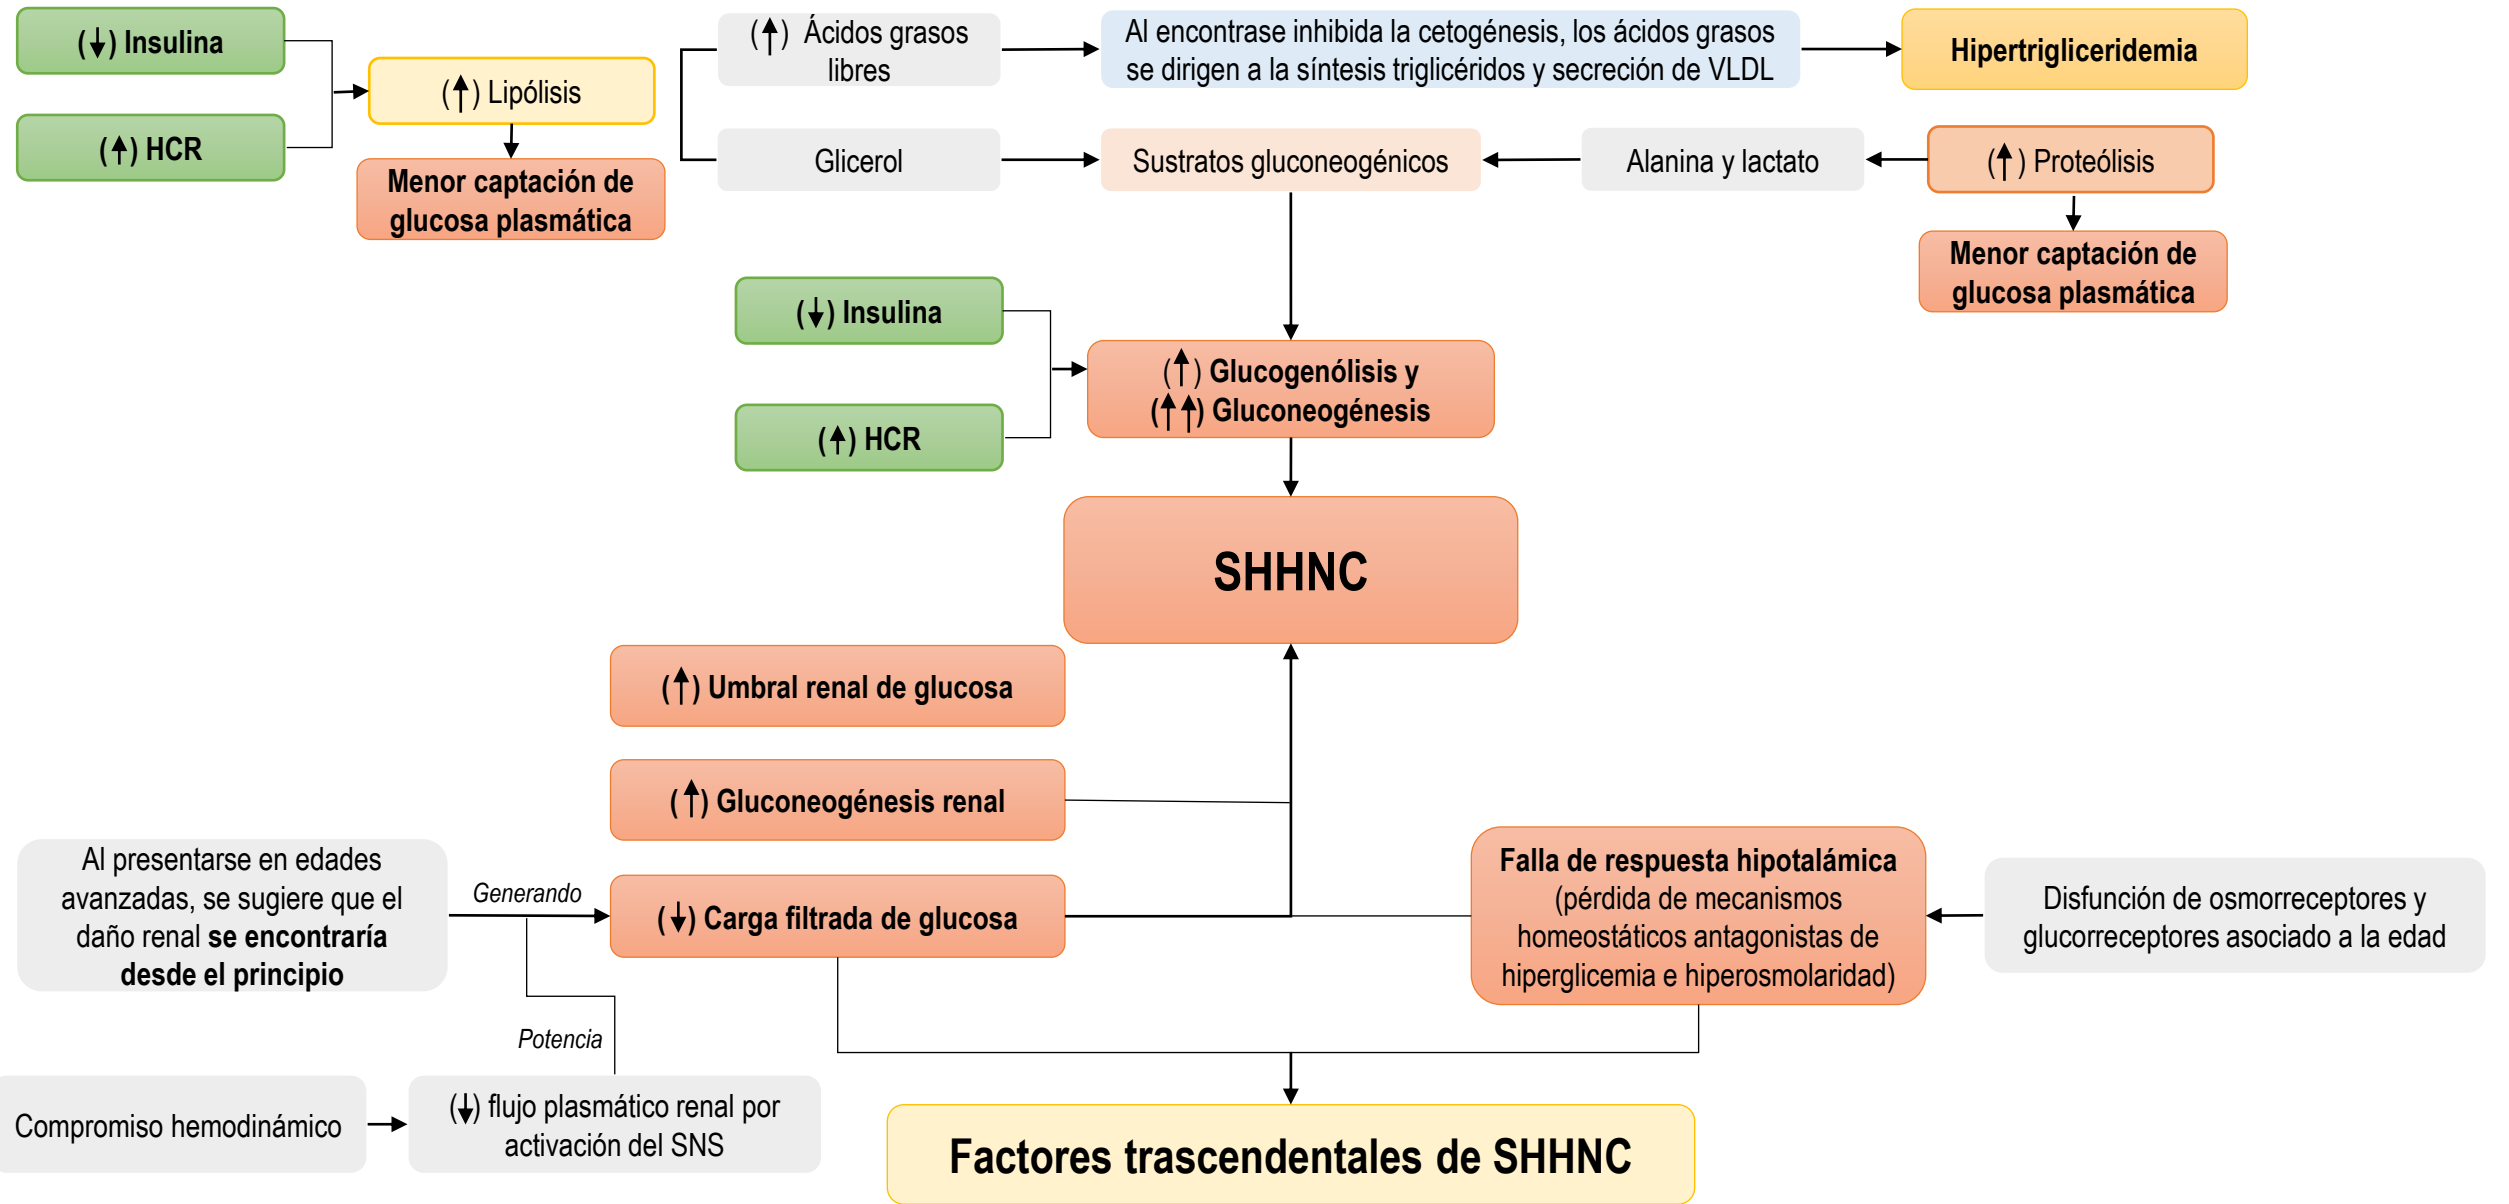 (↓) Insulina
(↑) HCR
(↑) Lipólisis
Menor captación de
glucosa plasmática
(↑) Ácidos grasos
libres
Glicerol
Al encontrase inhibida la cetogénesis, los ácidos grasos
se dirigen a la síntesis triglicéridos y secreción de VLDL
Hipertrigliceridemia
Sustratos gluconeogénicos
Alanina y lactato
(↑) Proteólisis
Menor captación de
glucosa plasmática
(↓) Insulina
(↑) HCR
(↑) Glucogenólisis y
(↑↑) Gluconeogénesis
SHHNC
(↑) Umbral renal de glucosa
(↑) Gluconeogénesis renal
Al presentarse en edades
avanzadas, se sugiere que el
daño renal se encontraría
desde el principio
Generando
(↓) Carga filtrada de glucosa
Falla de respuesta hipotalámica
(pérdida de mecanismos
homeostáticos antagonistas de
hiperglicemia e hiperosmolaridad)
Disfunción de osmorreceptores y
glucorreceptores asociado a la edad
Potencia
Compromiso hemodinámico
(↓) flujo plasmático renal por
activación del SNS
Factores trascendentales de SHHNC